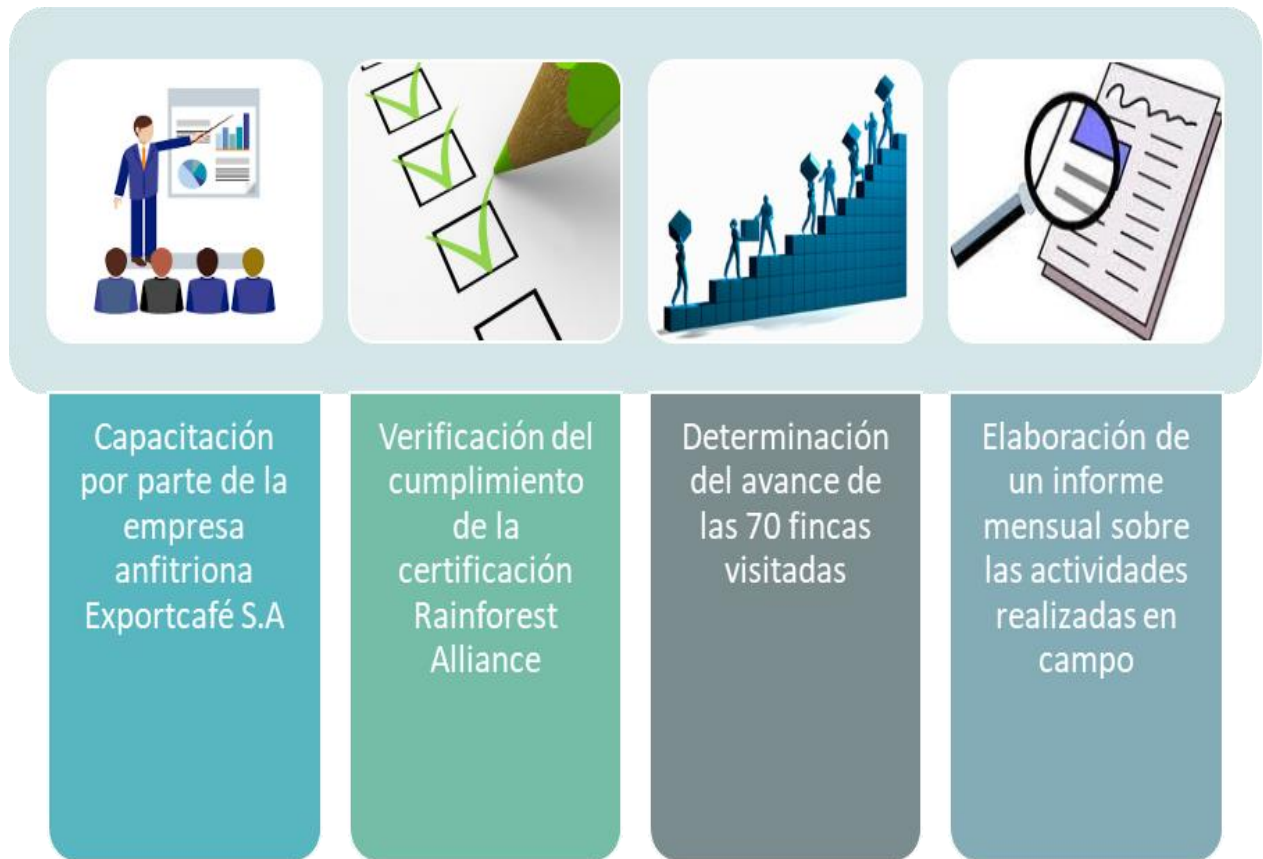 Capacitación
por parte de la
empresa
anfitriona
Exportcafé S.A
Verificación del
cumplimiento
de la
certificación
Rainforest
Alliance
Determinación
del avance de
las 70 fincas
visitadas
Elaboración de
un informe
mensual sobre
las actividades
realizadas en
campo